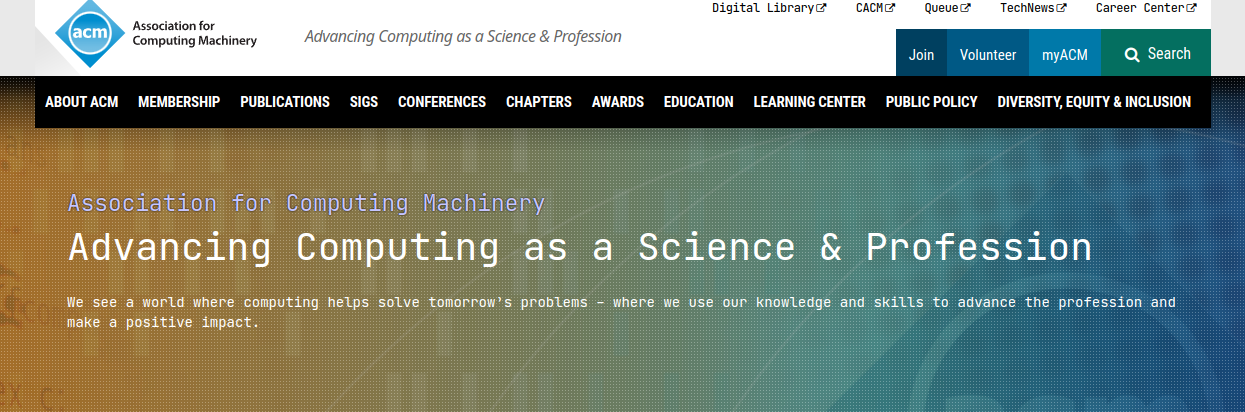 Digital Library CACM Queue TechNews Career Center
acm
Association for
Computing Machinery
Advancing Computing as a Science & Profession
Join Volunteer myACM Search
ABOUT ACM MEMBERSHIP PUBLICATIONS SIGS CONFERENCES CHAPTERS AWARDS EDUCATION LEARNING CENTER PUBLIC POLICY DIVERSITY, EQUITY & INCLUSION
Association for Computing Machinery
Advancing Computing as a Science & Profession
We see a world where computing helps solve tomorrow's problems – where we use our knowledge and skills to advance the profession and
make a positive impact.